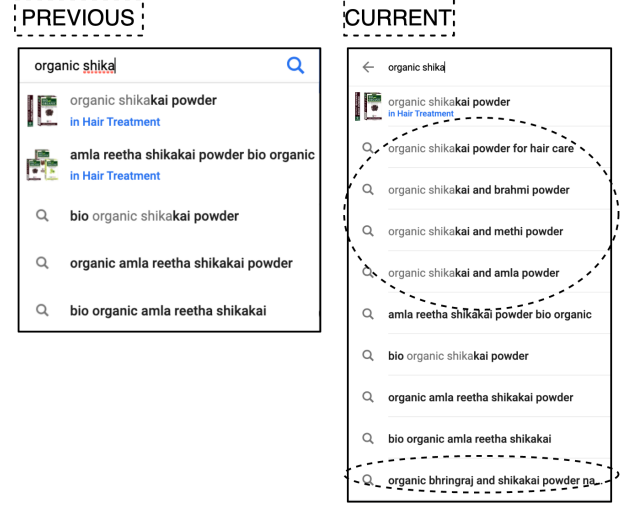 PREVIOUS
organic shika
organic shikakai powder
in Hair Treatment
amla reetha shikakai powder bio organic
in Hair Treatment
bio organic shikakai powder
organic amla reetha shikakai powder
bio organic amla reetha shikakai
CURRENT
organic shika
organic shikakai powder
in Hair Treatment
organic shikakai powder for hair care
organic shikakai and brahmi powder
organic shikakai and methi powder
organic shikakai and amla powder
amla reetha shikakai powder bio organic
bio organic shikakai powder
organic amla reetha shikakai powder
bio organic amla reetha shikakai
organic bhringraj and shikakai powder na...